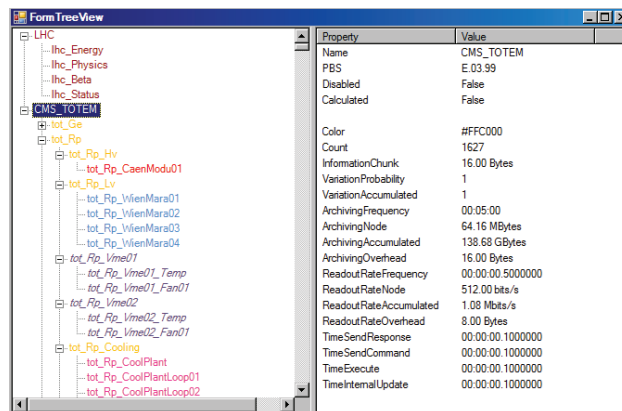 Form TreeView
LHC
lhc_Energy
lhc_Physics
lhc_Beta
lhc_Status
CMS_TOTEM
tot_Ge
tot_Rp
tot_Rp_Hv
tot_Rp_CaenModu01
tot_Rp_Lv
tot_Rp_WienMara01
tot_Rp_WienMara02
tot_Rp_WienMara03
tot_Rp_WienMara04
tot_Rp_Vme01
tot_Rp_Vme01_Temp
tot_Rp_Vme01_Fan01
tot_Rp_Vme02
tot_Rp_Vme02_Temp
tot_Rp_Vme02_Fan01
tot_Rp_Cooling
tot_Rp_CoolPlant
tot_Rp_CoolPlantLoop01
tot_Rp_CoolPlantLoop02
Property Value
Name CMS_TOTEM
PBS E.03.99
Disabled False
Calculated False
Color #FFC000
Count 1627
InformationChunk 16.00 Bytes
VariationProbability 1
VariationAccumulated 1
ArchivingFrequency 00:05:00
ArchivingNode 64.16 MBytes
ArchivingAccumulated 138.68 GBytes
ArchivingOverhead 16.00 Bytes
ReadoutRateFrequency 00:00:00.5000000
ReadoutRateNode 512.00 bits/s
ReadoutRateAccumulated 1.08 Mbits/s
ReadoutRateOverhead 8.00 Bytes
TimeSendResponse 00:00:00.1000000
TimeSendCommand 00:00:00.1000000
TimeExecute 00:00:00.1000000
TimeInternalUpdate 00:00:00.1000000